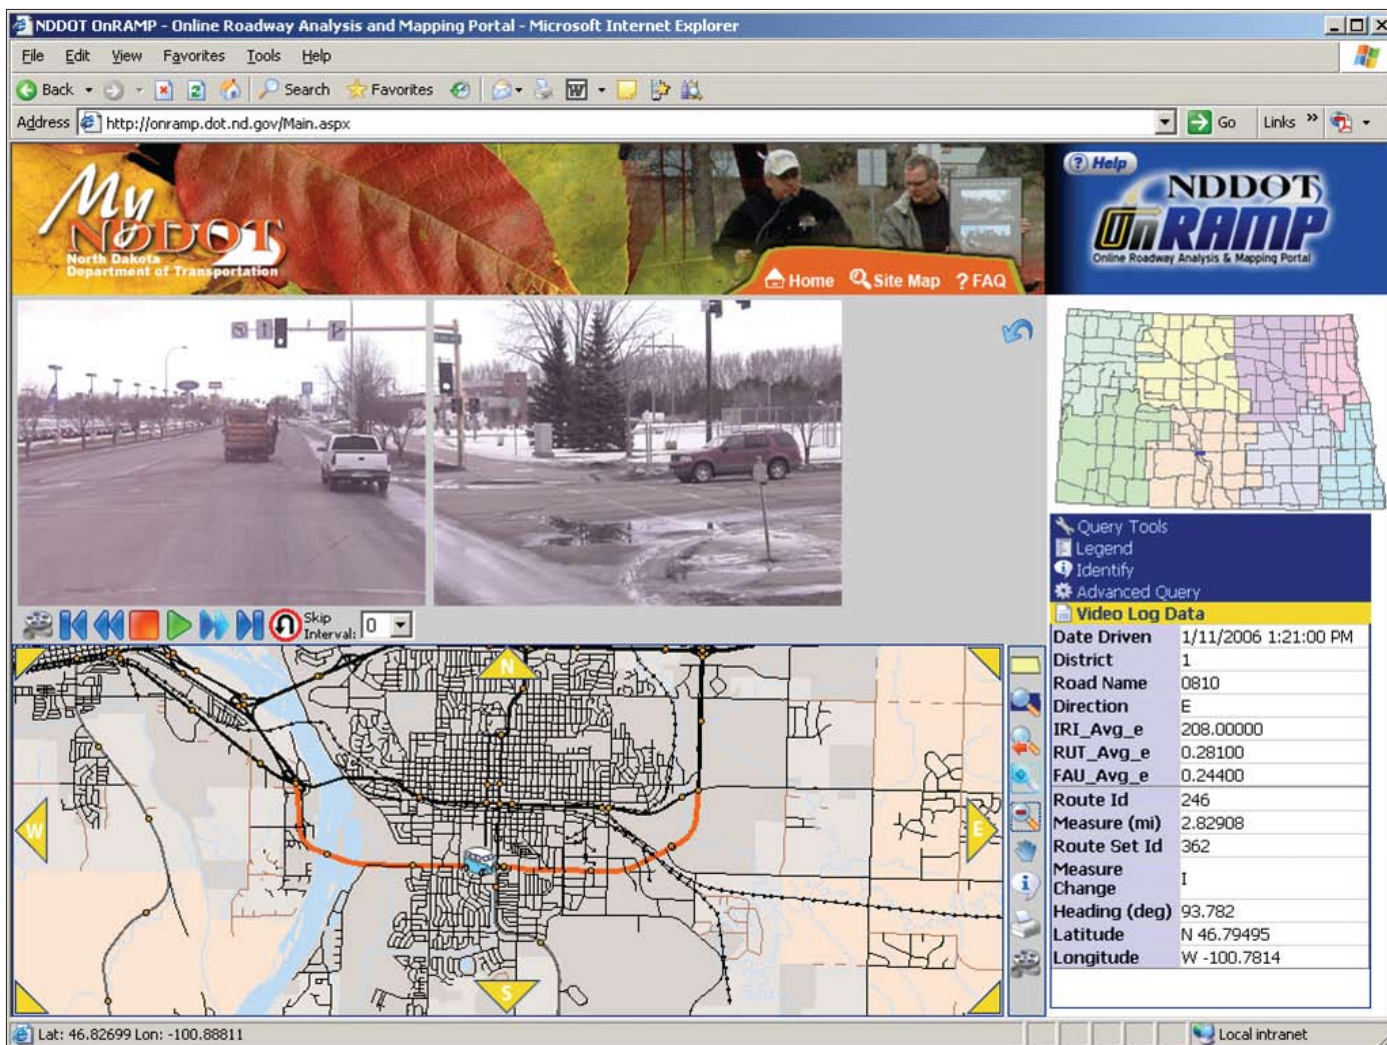 NDDOT OnRAMP - Online Roadway Analysis and Mapping Portal - Microsoft Internet Explorer
File Edit View Favorites Tools Help
Back Search Favorites W
Address http://onramp.dot.nd.gov/Main.aspx Go Links »
My
NDDOT
North Dakota
Department of Transportation
Home Site Map ? FAQ
? Help
NDDOT
OnRAMP
Online Roadway Analysis & Mapping Portal
Skip
Interval: 0
N
W
E
S
Query Tools
Legend
Identify
Advanced Query
Video Log Data
Date Driven 1/11/2006 1:21:00 PM
District 1
Road Name 0810
Direction E
IRI_Avg_e 208.00000
RUT_Avg_e 0.28100
FAU_Avg_e 0.24400
Route Id 246
Measure (mi) 2.82908
Route Set Id 362
Measure
Change I
Heading (deg) 93.782
Latitude N 46.79495
Longitude W -100.7814
Lat: 46.82699 Lon: -100.88811 Local intranet